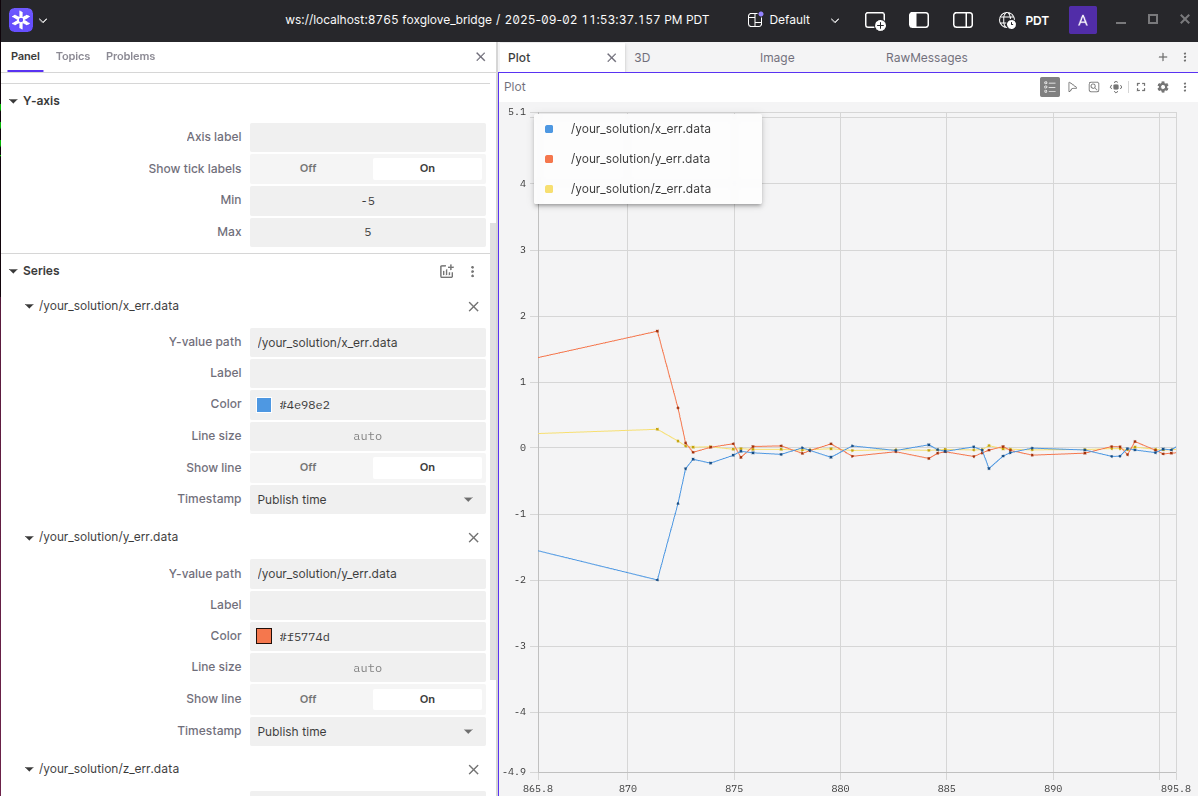 ws://localhost:8765 foxglove_bridge / 2025-09-02 11:53:37.157 PM PDT
Default
PDT
A
Panel
Topics
Problems
Y-axis
Axis label
Show tick labels Off On
Min -5
Max 5
Series
/your_solution/x_err.data
Y-value path /your_solution/x_err.data
Label
Color #4e98e2
Line size auto
Show line Off On
Timestamp Publish time
/your_solution/y_err.data
Y-value path /your_solution/y_err.data
Label
Color #f5774d
Line size auto
Show line Off On
Timestamp Publish time
/your_solution/z_err.data
Plot
3D
Image
RawMessages
Plot
/your_solution/x_err.data
/your_solution/y_err.data
/your_solution/z_err.data
5.1
4
3
2
1
0
-1
-2
-3
-4
-4.9
865.8 870 875 880 885 890 895.8